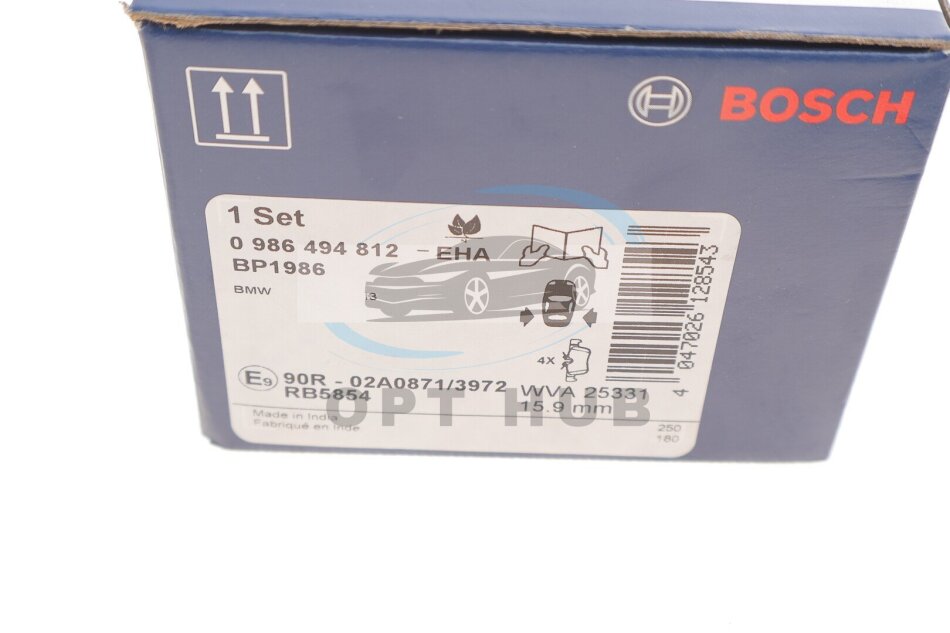 BOSCH
1 Set
0 986 494 812 - EHA
BP1986
BMW
i3
4X
E9 90R - 02A0871/3972
RB5854
WVA 25331
15.9 mm
Made in India
Fabriqué en Inde
250
180
4 047026 128543
OPT HUB